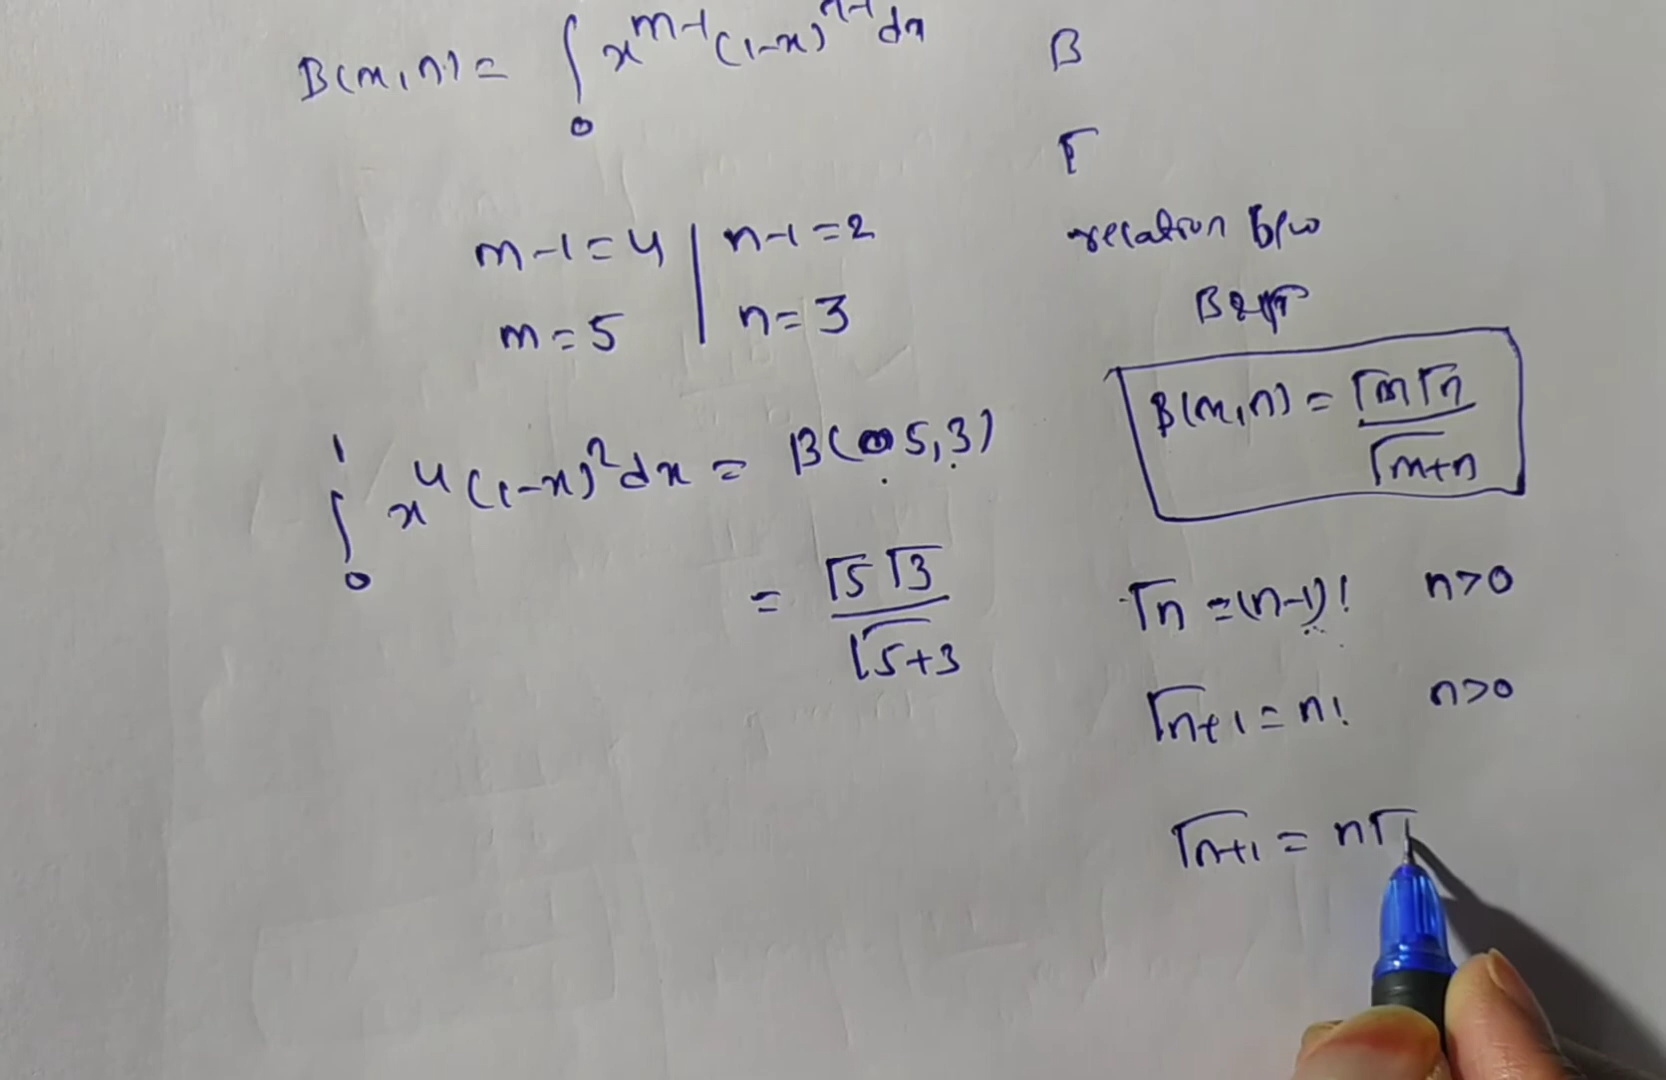 B(m,n) = ∫₀ x^{m-1} (1-x)^{n-1} dx
m-1=4 | n-1=2
m=5 | n=3
∫₀¹ x⁴ (1-x)² dx = B(5,3)
= Γ5 Γ3 / Γ5+3
B
Γ
relation b/w
B & Γ
B(m,n) = Γm Γn / Γm+n
Γn = (n-1)! n>0
Γn+1 = n! n>0
Γn+1 = nΓ